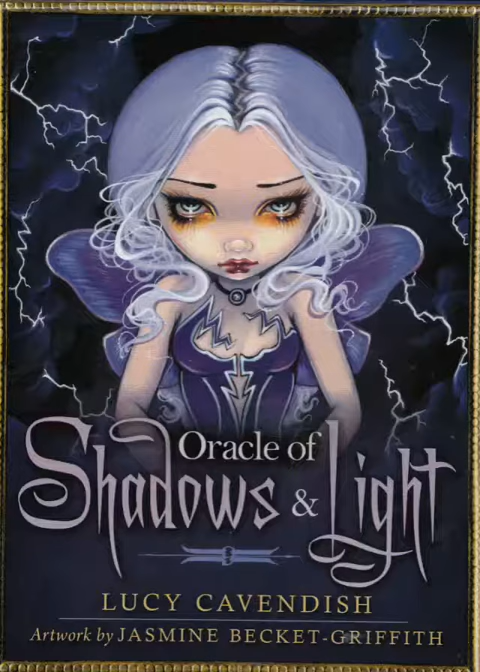 Oracle of
Shadows & Light
LUCY CAVENDISH
Artwork by JASMINE BECKET-GRIFFITH